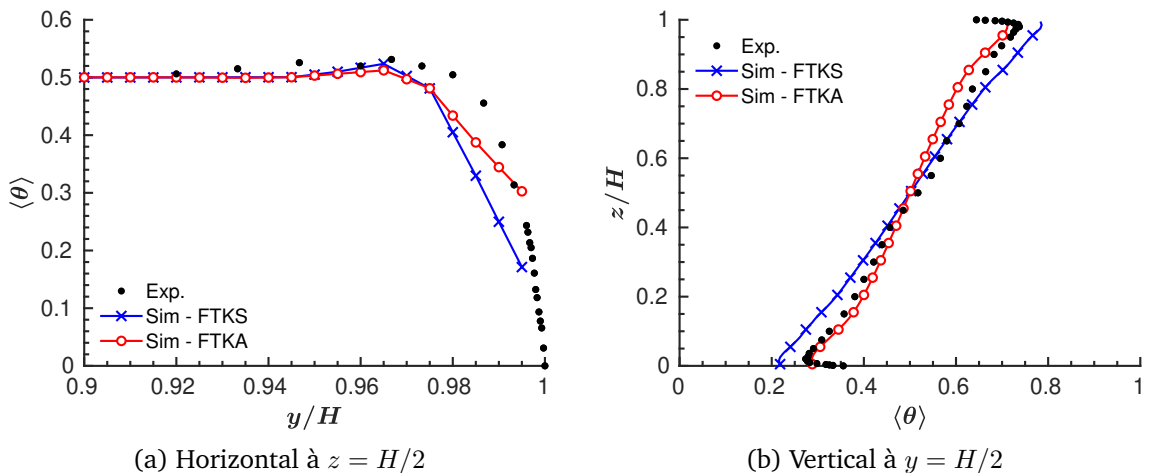 0.6
0.5
0.4
0.3
0.2
0.1
0
⟨θ⟩
Exp.
Sim - FTKS
Sim - FTKA
0.9 0.92 0.94 0.96 0.98 1
y/H
(a) Horizontal à z = H/2
1
0.8
0.6
0.4
0.2
0
z/H
Exp.
Sim - FTKS
Sim - FTKA
0 0.2 0.4 0.6 0.8 1
⟨θ⟩
(b) Vertical à y = H/2